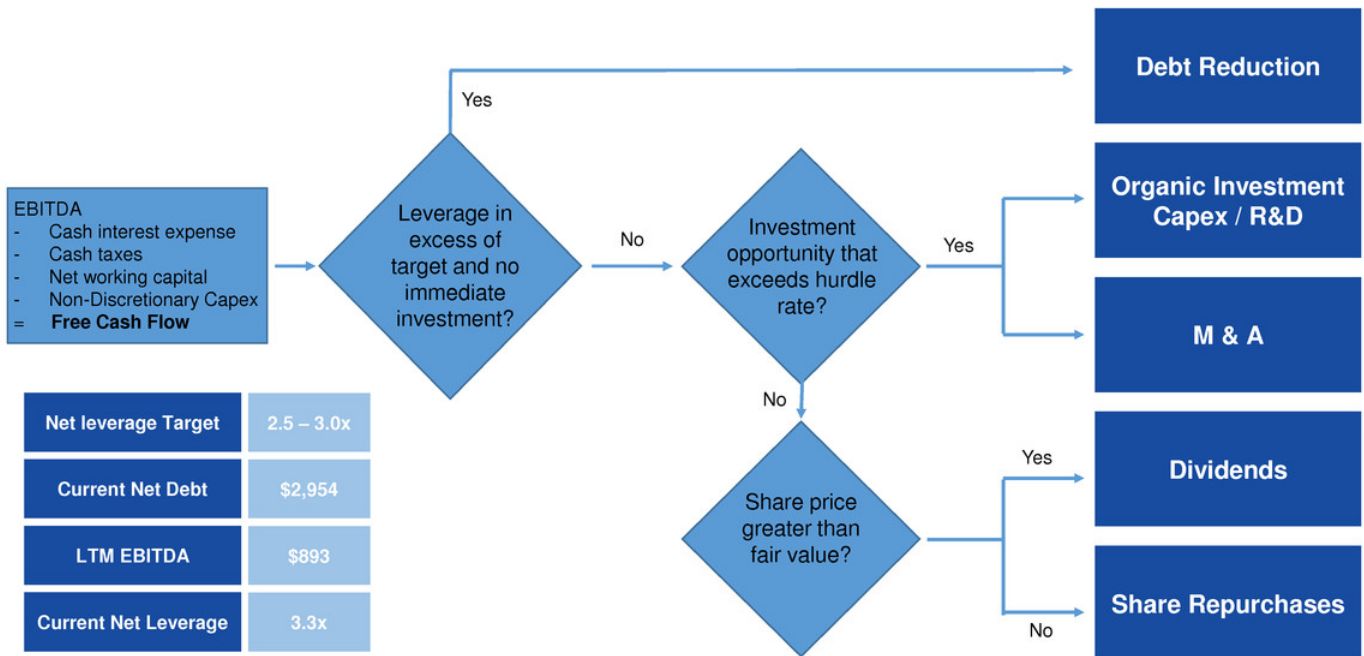 Debt Reduction
Yes
EBITDA
- Cash interest expense
- Cash taxes
- Net working capital
- Non-Discretionary Capex
= Free Cash Flow
Leverage in
excess of
target and no
immediate
investment?
No
Investment
opportunity that
exceeds hurdle
rate?
Yes
Organic Investment
Capex / R&D
M & A
No
Net leverage Target 2.5 – 3.0x
Current Net Debt $2,954
LTM EBITDA $893
Current Net Leverage 3.3x
Share price
greater than
fair value?
Yes
Dividends
No
Share Repurchases